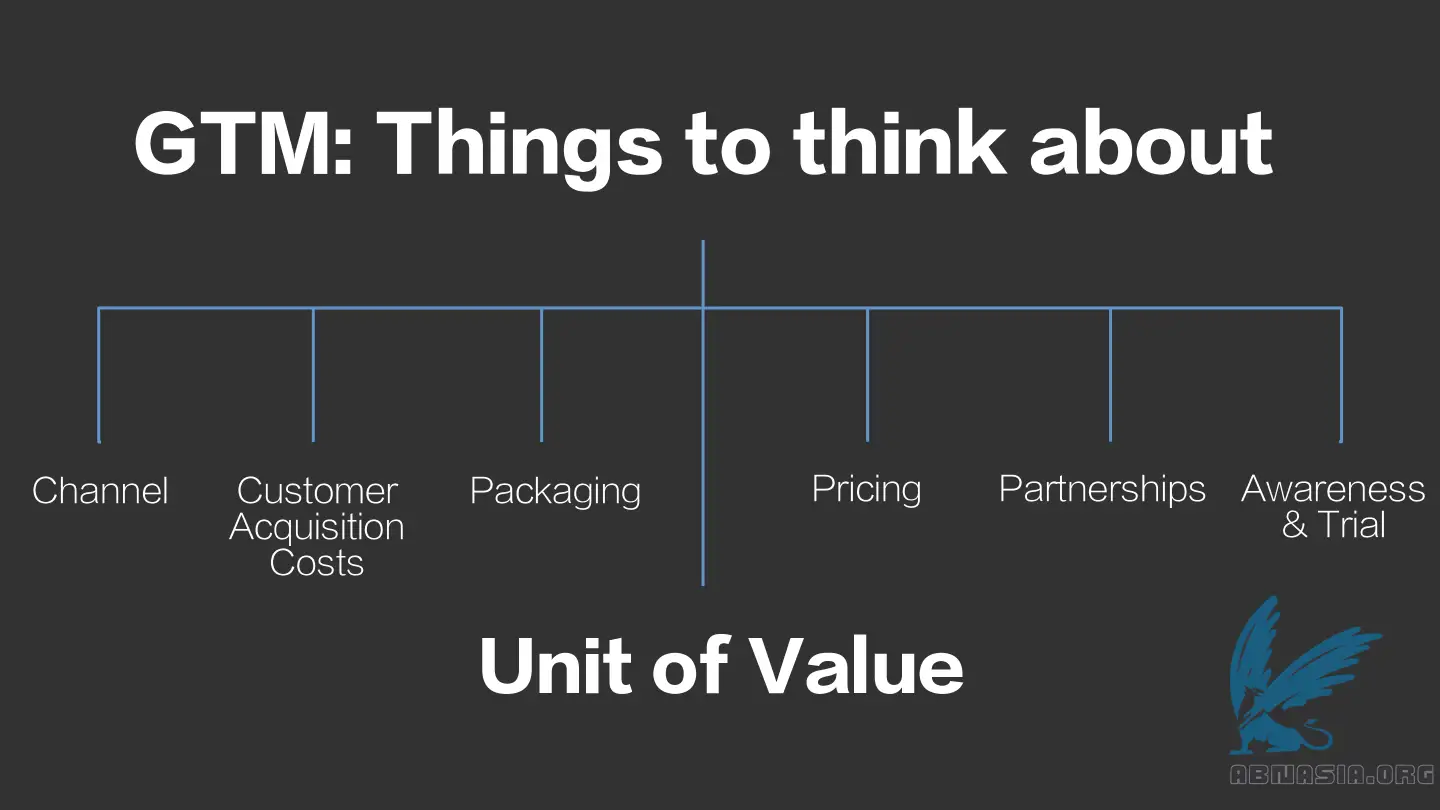 GTM: Things to think about
Channel
Customer
Acquisition
Costs
Packaging
Pricing
Partnerships
Awareness
& Trial
Unit of Value
ABNASIA.ORG